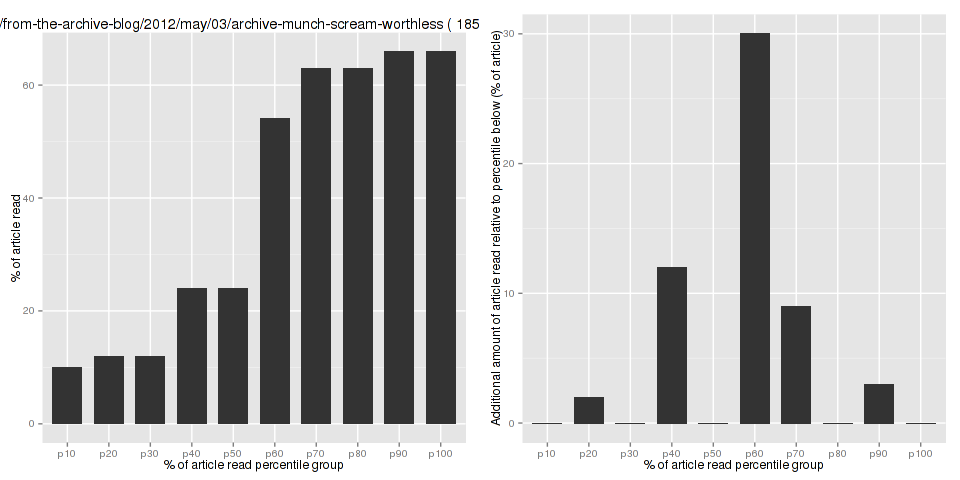 /from-the-archive-blog/2012/may/03/archive-munch-scream-worthless ( 185
% of article read
60
40
20
0
p10 p20 p30 p40 p50 p60 p70 p80 p90 p100
% of article read percentile group
Additional amount of article read relative to percentile below (% of article)
30
20
10
0
p10 p20 p30 p40 p50 p60 p70 p80 p90 p100
% of article read percentile group